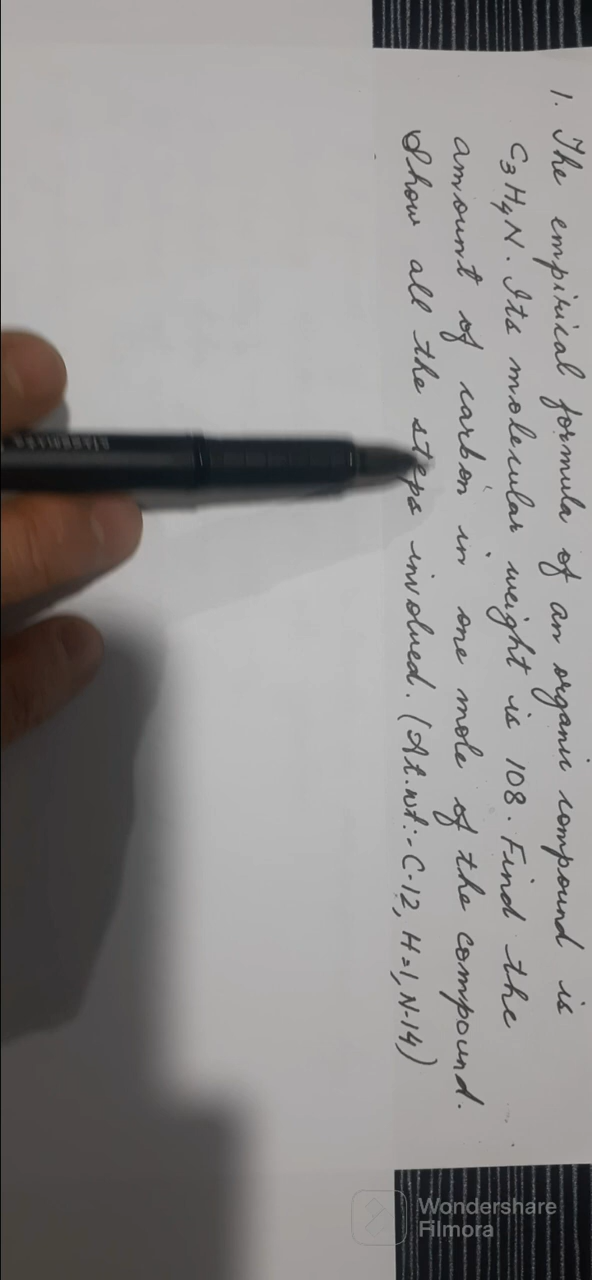 1. The empirical formula of an organic compound is
C3H4N. Its molecular weight is 108. Find the
amount of carbon in one mole of the compound.
Show all the steps involved. (At.wt:- C-12, H=1, N-14)
Wondershare
Filmora